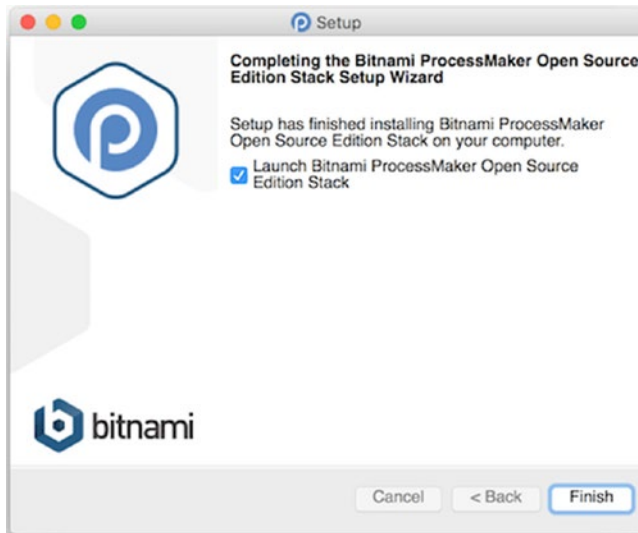 Setup
Completing the Bitnami ProcessMaker Open Source
Edition Stack Setup Wizard
Setup has finished installing Bitnami ProcessMaker
Open Source Edition Stack on your computer.
Launch Bitnami ProcessMaker Open Source
Edition Stack
bitnami
Cancel
< Back
Finish